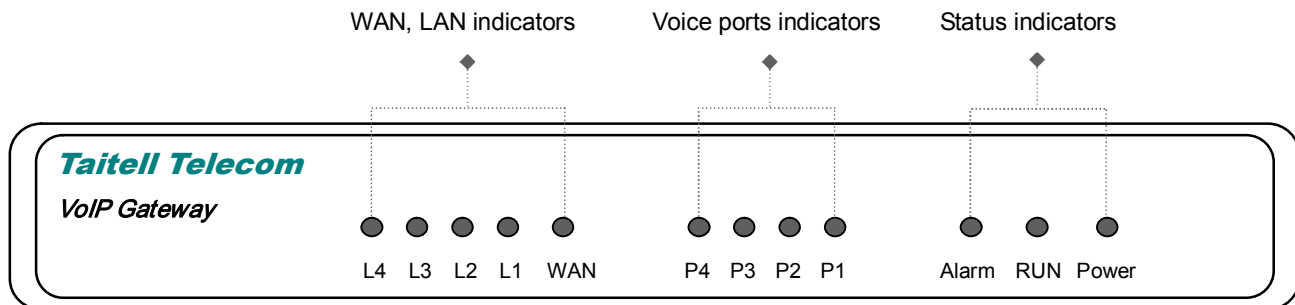 WAN, LAN indicators Voice ports indicators Status indicators
Taitell Telecom
VoIP Gateway
L4 L3 L2 L1 WAN P4 P3 P2 P1 Alarm RUN Power